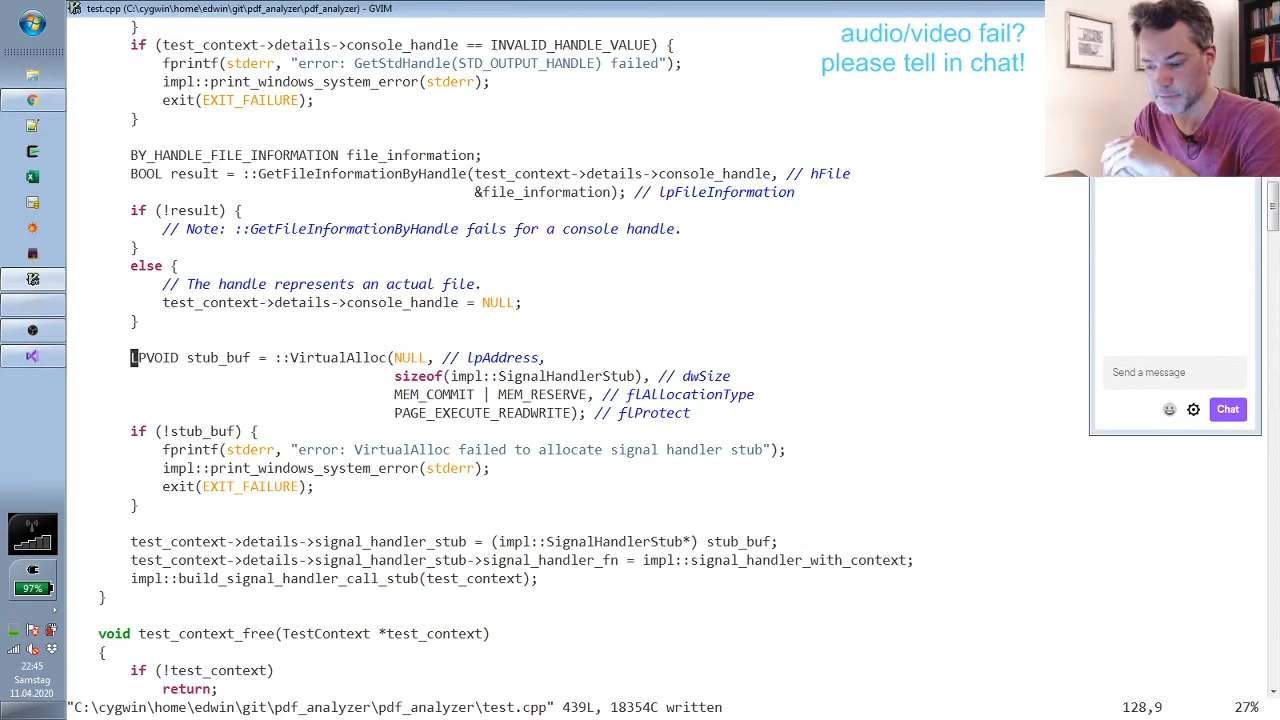 test.cpp (C:\cygwin\home\edwin\git\pdf_analyzer\pdf_analyzer) - GVIM
audio/video fail?
please tell in chat!
}
if (test_context->details->console_handle == INVALID_HANDLE_VALUE) {
fprintf(stderr, "error: GetStdHandle(STD_OUTPUT_HANDLE) failed");
impl::print_windows_system_error(stderr);
exit(EXIT_FAILURE);
}
BY_HANDLE_FILE_INFORMATION file_information;
BOOL result = ::GetFileInformationByHandle(test_context->details->console_handle, // hFile
&file_information); // lpFileInformation
if (!result) {
// Note: ::GetFileInformationByHandle fails for a console handle.
}
else {
// The handle represents an actual file.
test_context->details->console_handle = NULL;
}
LPVOID stub_buf = ::VirtualAlloc(NULL, // lpAddress,
sizeof(impl::SignalHandlerStub), // dwSize
MEM_COMMIT | MEM_RESERVE, // flAllocationType
PAGE_EXECUTE_READWRITE); // flProtect
if (!stub_buf) {
fprintf(stderr, "error: VirtualAlloc failed to allocate signal handler stub");
impl::print_windows_system_error(stderr);
exit(EXIT_FAILURE);
}
test_context->details->signal_handler_stub = (impl::SignalHandlerStub*) stub_buf;
test_context->details->signal_handler_stub->signal_handler_fn = impl::signal_handler_with_context;
impl::build_signal_handler_call_stub(test_context);
}
void test_context_free(TestContext *test_context)
{
if (!test_context)
return;
"C:\cygwin\home\edwin\git\pdf_analyzer\pdf_analyzer\test.cpp" 439L, 18354C written
128,9
27%
Send a message
Chat
97%
22:45
Samstag
11.04.2020